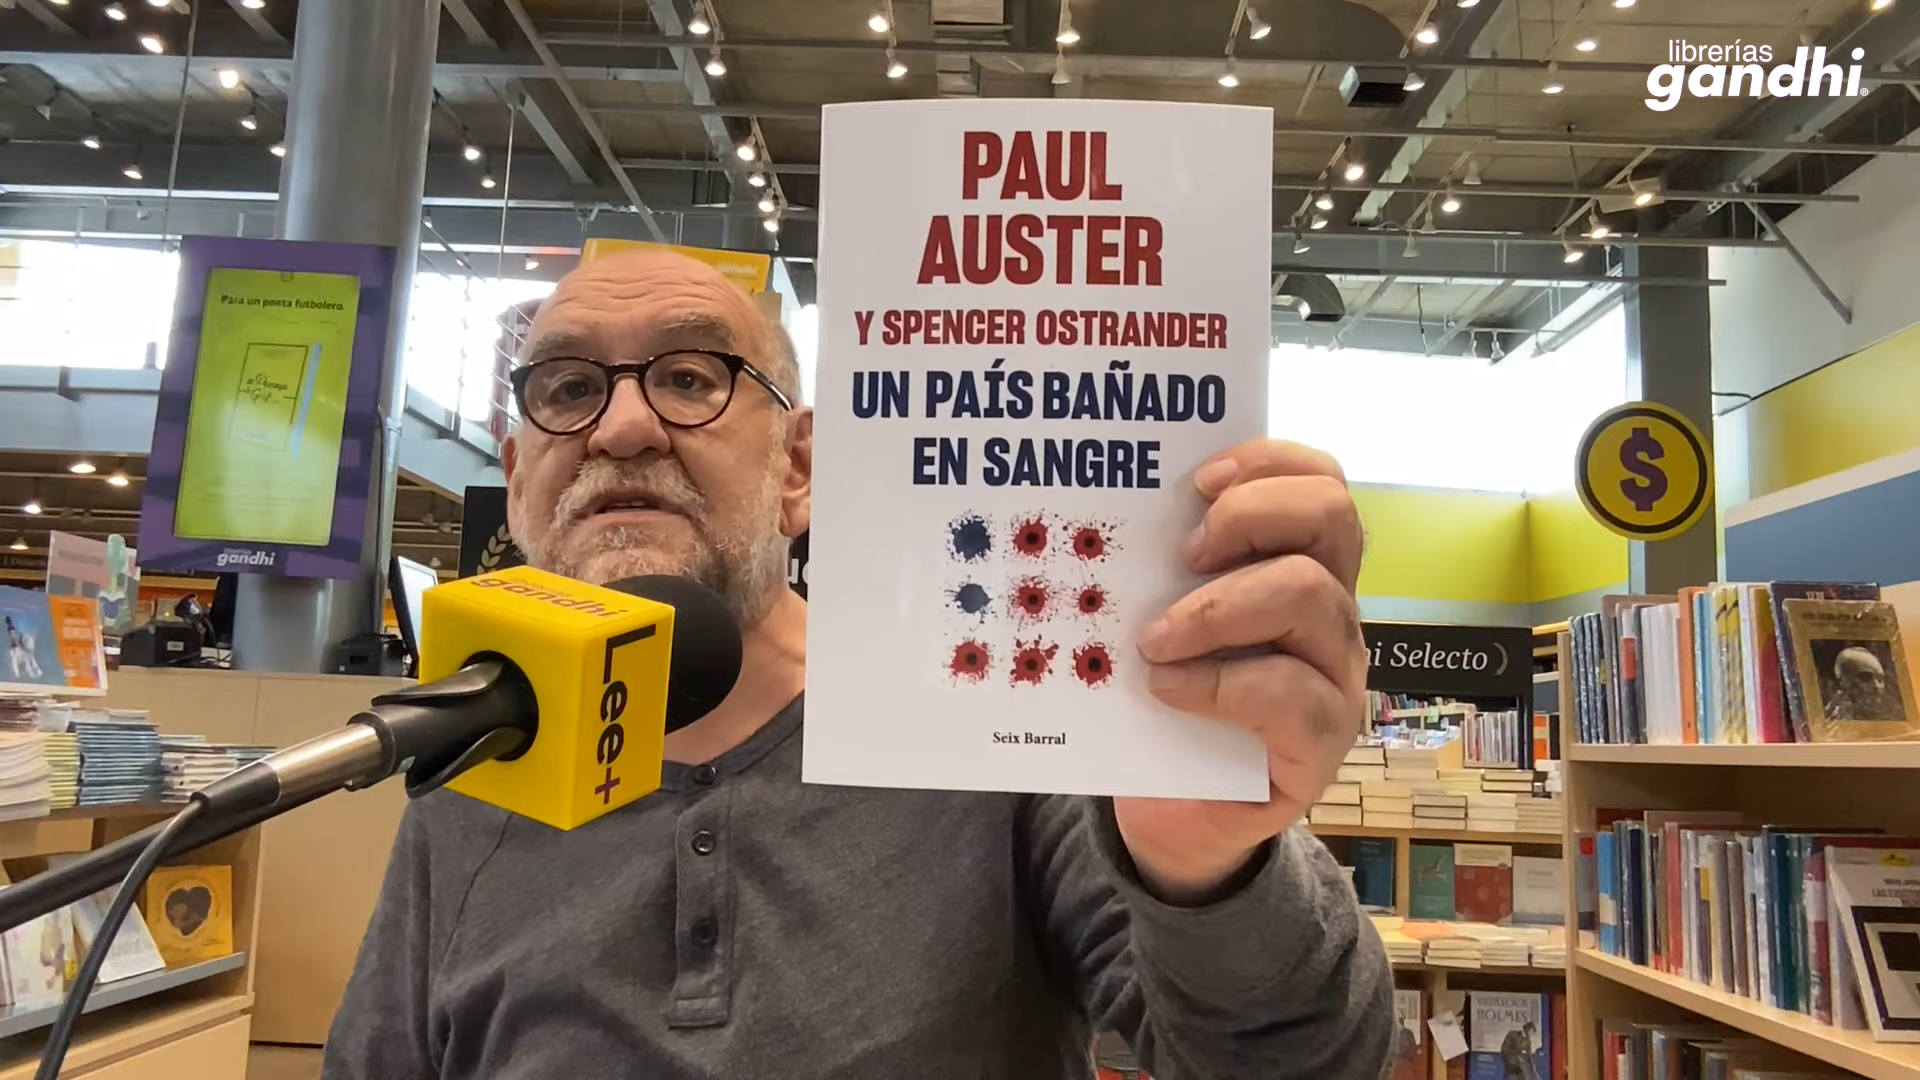 librerías
gandhi
PAUL
AUSTER
Y SPENCER OSTRANDER
UN PAÍS BAÑADO
EN SANGRE
Seix Barral
Para un poeta futbolero.
gandhi
gandhi
Lee+
$
Selecto
HOLMES